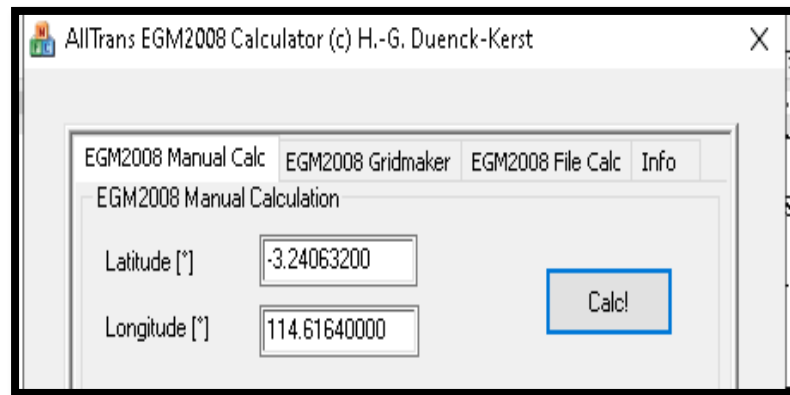 AllTrans EGM2008 Calculator (c) H.-G. Duenck-Kerst
EGM2008 Manual Calc EGM2008 Gridmaker EGM2008 File Calc Info
EGM2008 Manual Calculation
Latitude [°] -3.24063200
Calc!
Longitude [°] 114.61640000